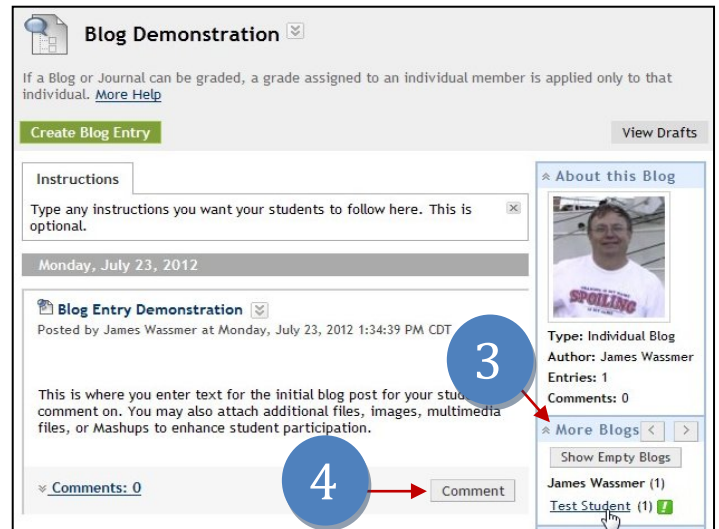 Blog Demonstration
If a Blog or Journal can be graded, a grade assigned to an individual member is applied only to that
individual. More Help
Create Blog Entry
View Drafts
Instructions
Type any instructions you want your students to follow here. This is
optional.
Monday, July 23, 2012
Blog Entry Demonstration
Posted by James Wassmer at Monday, July 23, 2012 1:34:39 PM CDT
This is where you enter text for the initial blog post for your
comment on. You may also attach additional files, images, multimedia
files, or Mashups to enhance student participation.
Comments: 0
4
Comment
About this Blog
SPOILING
Type: Individual Blog
Author: James Wassmer
Entries: 1
Comments: 0
3
More Blogs < >
Show Empty Blogs
James Wassmer (1)
Test Student (1) !